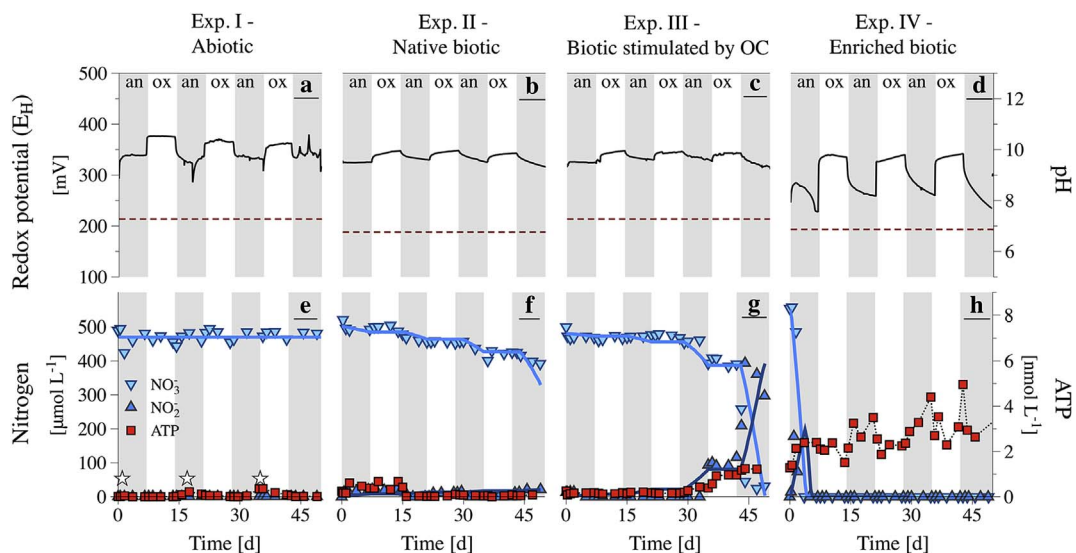 Exp. I -
Abiotic
Exp. II -
Native biotic
Exp. III -
Biotic stimulated by OC
Exp. IV -
Enriched biotic
Redox potential (E_H)
[mV]
500
400
300
200
100
an ox an ox an ox a
an ox an ox an ox b
an ox an ox an ox c
an ox an ox an ox d
12
10
8
6
pH
Nitrogen
[µmol L⁻¹]
500
400
300
200
100
0
e
f
g
h
NO₃⁻
NO₂⁻
ATP
8
6
4
2
0
ATP
[nmol L⁻¹]
0 15 30 45
0 15 30 45
0 15 30 45
0 15 30 45
Time [d]
Time [d]
Time [d]
Time [d]